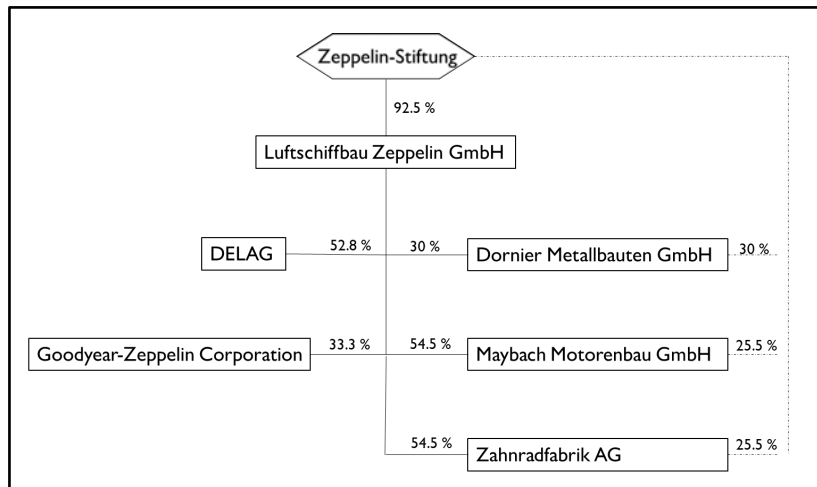 Zeppelin-Stiftung
92.5 %
Luftschiffbau Zeppelin GmbH
DELAG
52.8 %
30 %
Dornier Metallbauten GmbH
30 %
Goodyear-Zeppelin Corporation
33.3 %
54.5 %
Maybach Motorenbau GmbH
25.5 %
54.5 %
Zahnradfabrik AG
25.5 %